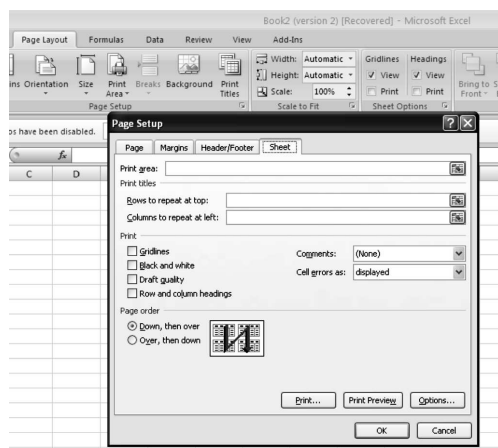 Book2 (version 2) [Recovered] - Microsoft Excel
Page Layout Formulas Data Review View Add-Ins
Width: Automatic Gridlines Headings
Height: Automatic View View
Orientation Size Print Area Breaks Background Print Titles Scale: 100% Print Print Bring to Front
Page Setup Scale to Fit Sheet Options
have been disabled.
Page Setup
fx
C D
Page Margins Header/Footer Sheet
Print area:
Print titles
Rows to repeat at top:
Columns to repeat at left:
Print
Gridlines Comments: (None)
Black and white Cell errors as: displayed
Draft quality
Row and column headings
Page order
Down, then over
Over, then down
Print... Print Preview Options...
OK Cancel